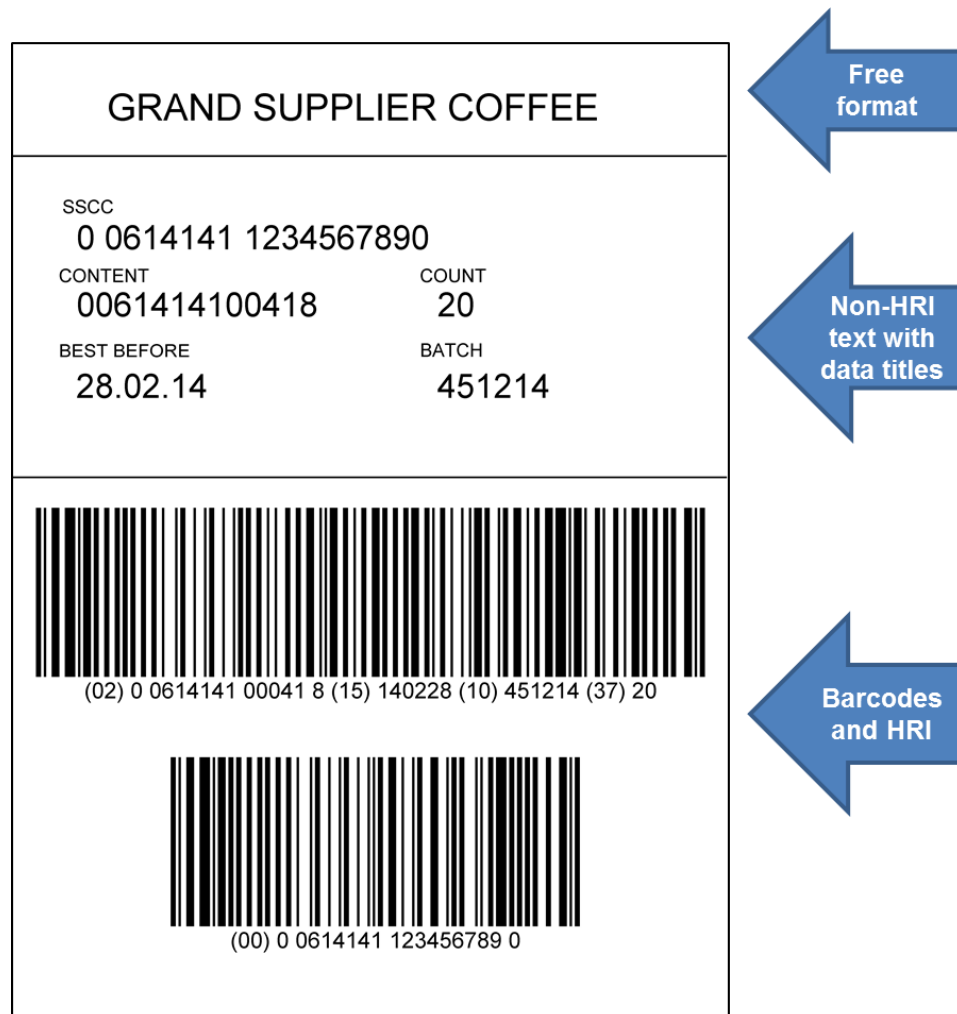 GRAND SUPPLIER COFFEE
Free
format
SSCC
0 0614141 1234567890
CONTENT
COUNT
0061414100418
20
BEST BEFORE
BATCH
28.02.14
451214
Non-HRI
text with
data titles
(02) 0 0614141 00041 8 (15) 140228 (10) 451214 (37) 20
(00) 0 0614141 123456789 0
Barcodes
and HRI